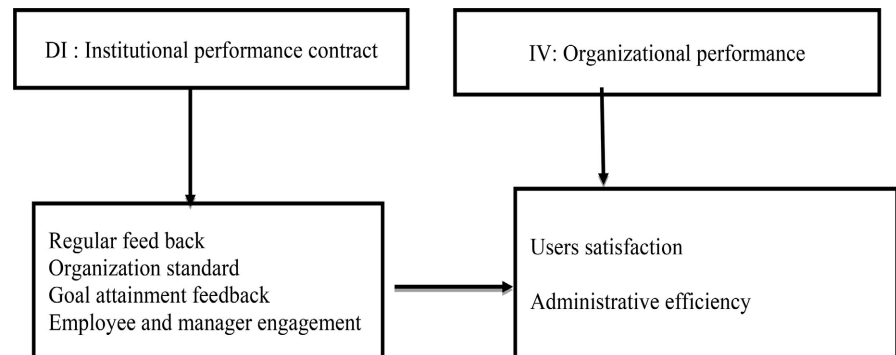 DI : Institutional performance contract
IV: Organizational performance
Regular feed back
Organization standard
Goal attainment feedback
Employee and manager engagement
Users satisfaction
Administrative efficiency